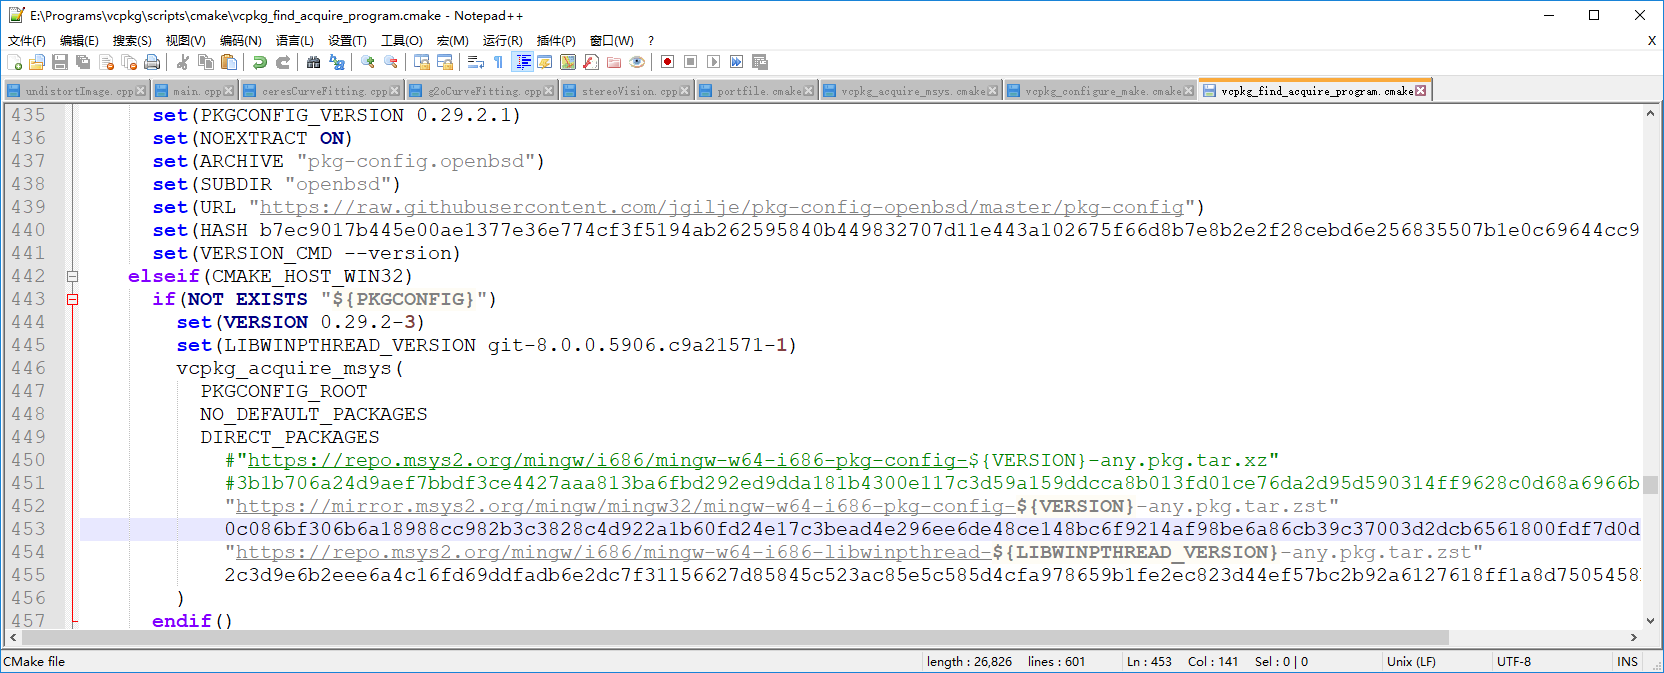 E:\Programs\vcpkg\scripts\cmake\vcpkg_find_acquire_program.cmake - Notepad++
文件(F) 编辑(E) 搜索(S) 视图(V) 编码(N) 语言(L) 设置(T) 工具(O) 宏(M) 运行(R) 插件(P) 窗口(W) ? X
undistortImage.cpp main.cpp ceresCurveFitting.cpp g2oCurveFitting.cpp stereoVision.cpp portfile.cmake vcpkg_acquire_msys.cmake vcpkg_configure_make.cmake vcpkg_find_acquire_program.cmake
435 set(PKGCONFIG_VERSION 0.29.2.1)
436 set(NOEXTRACT ON)
437 set(ARCHIVE "pkg-config.openbsd")
438 set(SUBDIR "openbsd")
439 set(URL "https://raw.githubusercontent.com/jgilje/pkg-config-openbsd/master/pkg-config")
440 set(HASH b7ec9017b445e00ae1377e36e774cf3f5194ab262595840b449832707d11e443a102675f66d8b7e8b2e2f28cebd6e256835507b1e0c69644cc9
441 set(VERSION_CMD --version)
442 elseif(CMAKE_HOST_WIN32)
443 if(NOT EXISTS "${PKGCONFIG}")
444 set(VERSION 0.29.2-3)
445 set(LIBWINPTHREAD_VERSION git-8.0.0.5906.c9a21571-1)
446 vcpkg_acquire_msys(
447 PKGCONFIG_ROOT
448 NO_DEFAULT_PACKAGES
449 DIRECT_PACKAGES
450 #"https://repo.msys2.org/mingw/i686/mingw-w64-i686-pkg-config-${VERSION}-any.pkg.tar.xz"
451 #3b1b706a24d9aef7bbdf3ce4427aaa813ba6fbd292ed9dda181b4300e117c3d59a159ddcca8b013fd01ce76da2d95d590314ff9628c0d68a6966b
452 "https://mirror.msys2.org/mingw/mingw32/mingw-w64-i686-pkg-config-${VERSION}-any.pkg.tar.zst"
453 0c086bf306b6a18988cc982b3c3828c4d922a1b60fd24e17c3bead4e296ee6de48ce148bc6f9214af98be6a86cb39c37003d2dcb6561800fdf7d0d
454 "https://repo.msys2.org/mingw/i686/mingw-w64-i686-libwinpthread-${LIBWINPTHREAD_VERSION}-any.pkg.tar.zst"
455 2c3d9e6b2eee6a4c16fd69ddfadb6e2dc7f31156627d85845c523ac85e5c585d4cfa978659b1fe2ec823d44ef57bc2b92a6127618ff1a8d7505458
456 )
457 endif()
CMake file length : 26,826 lines : 601 Ln : 453 Col : 141 Sel : 0 | 0 Unix (LF) UTF-8 INS